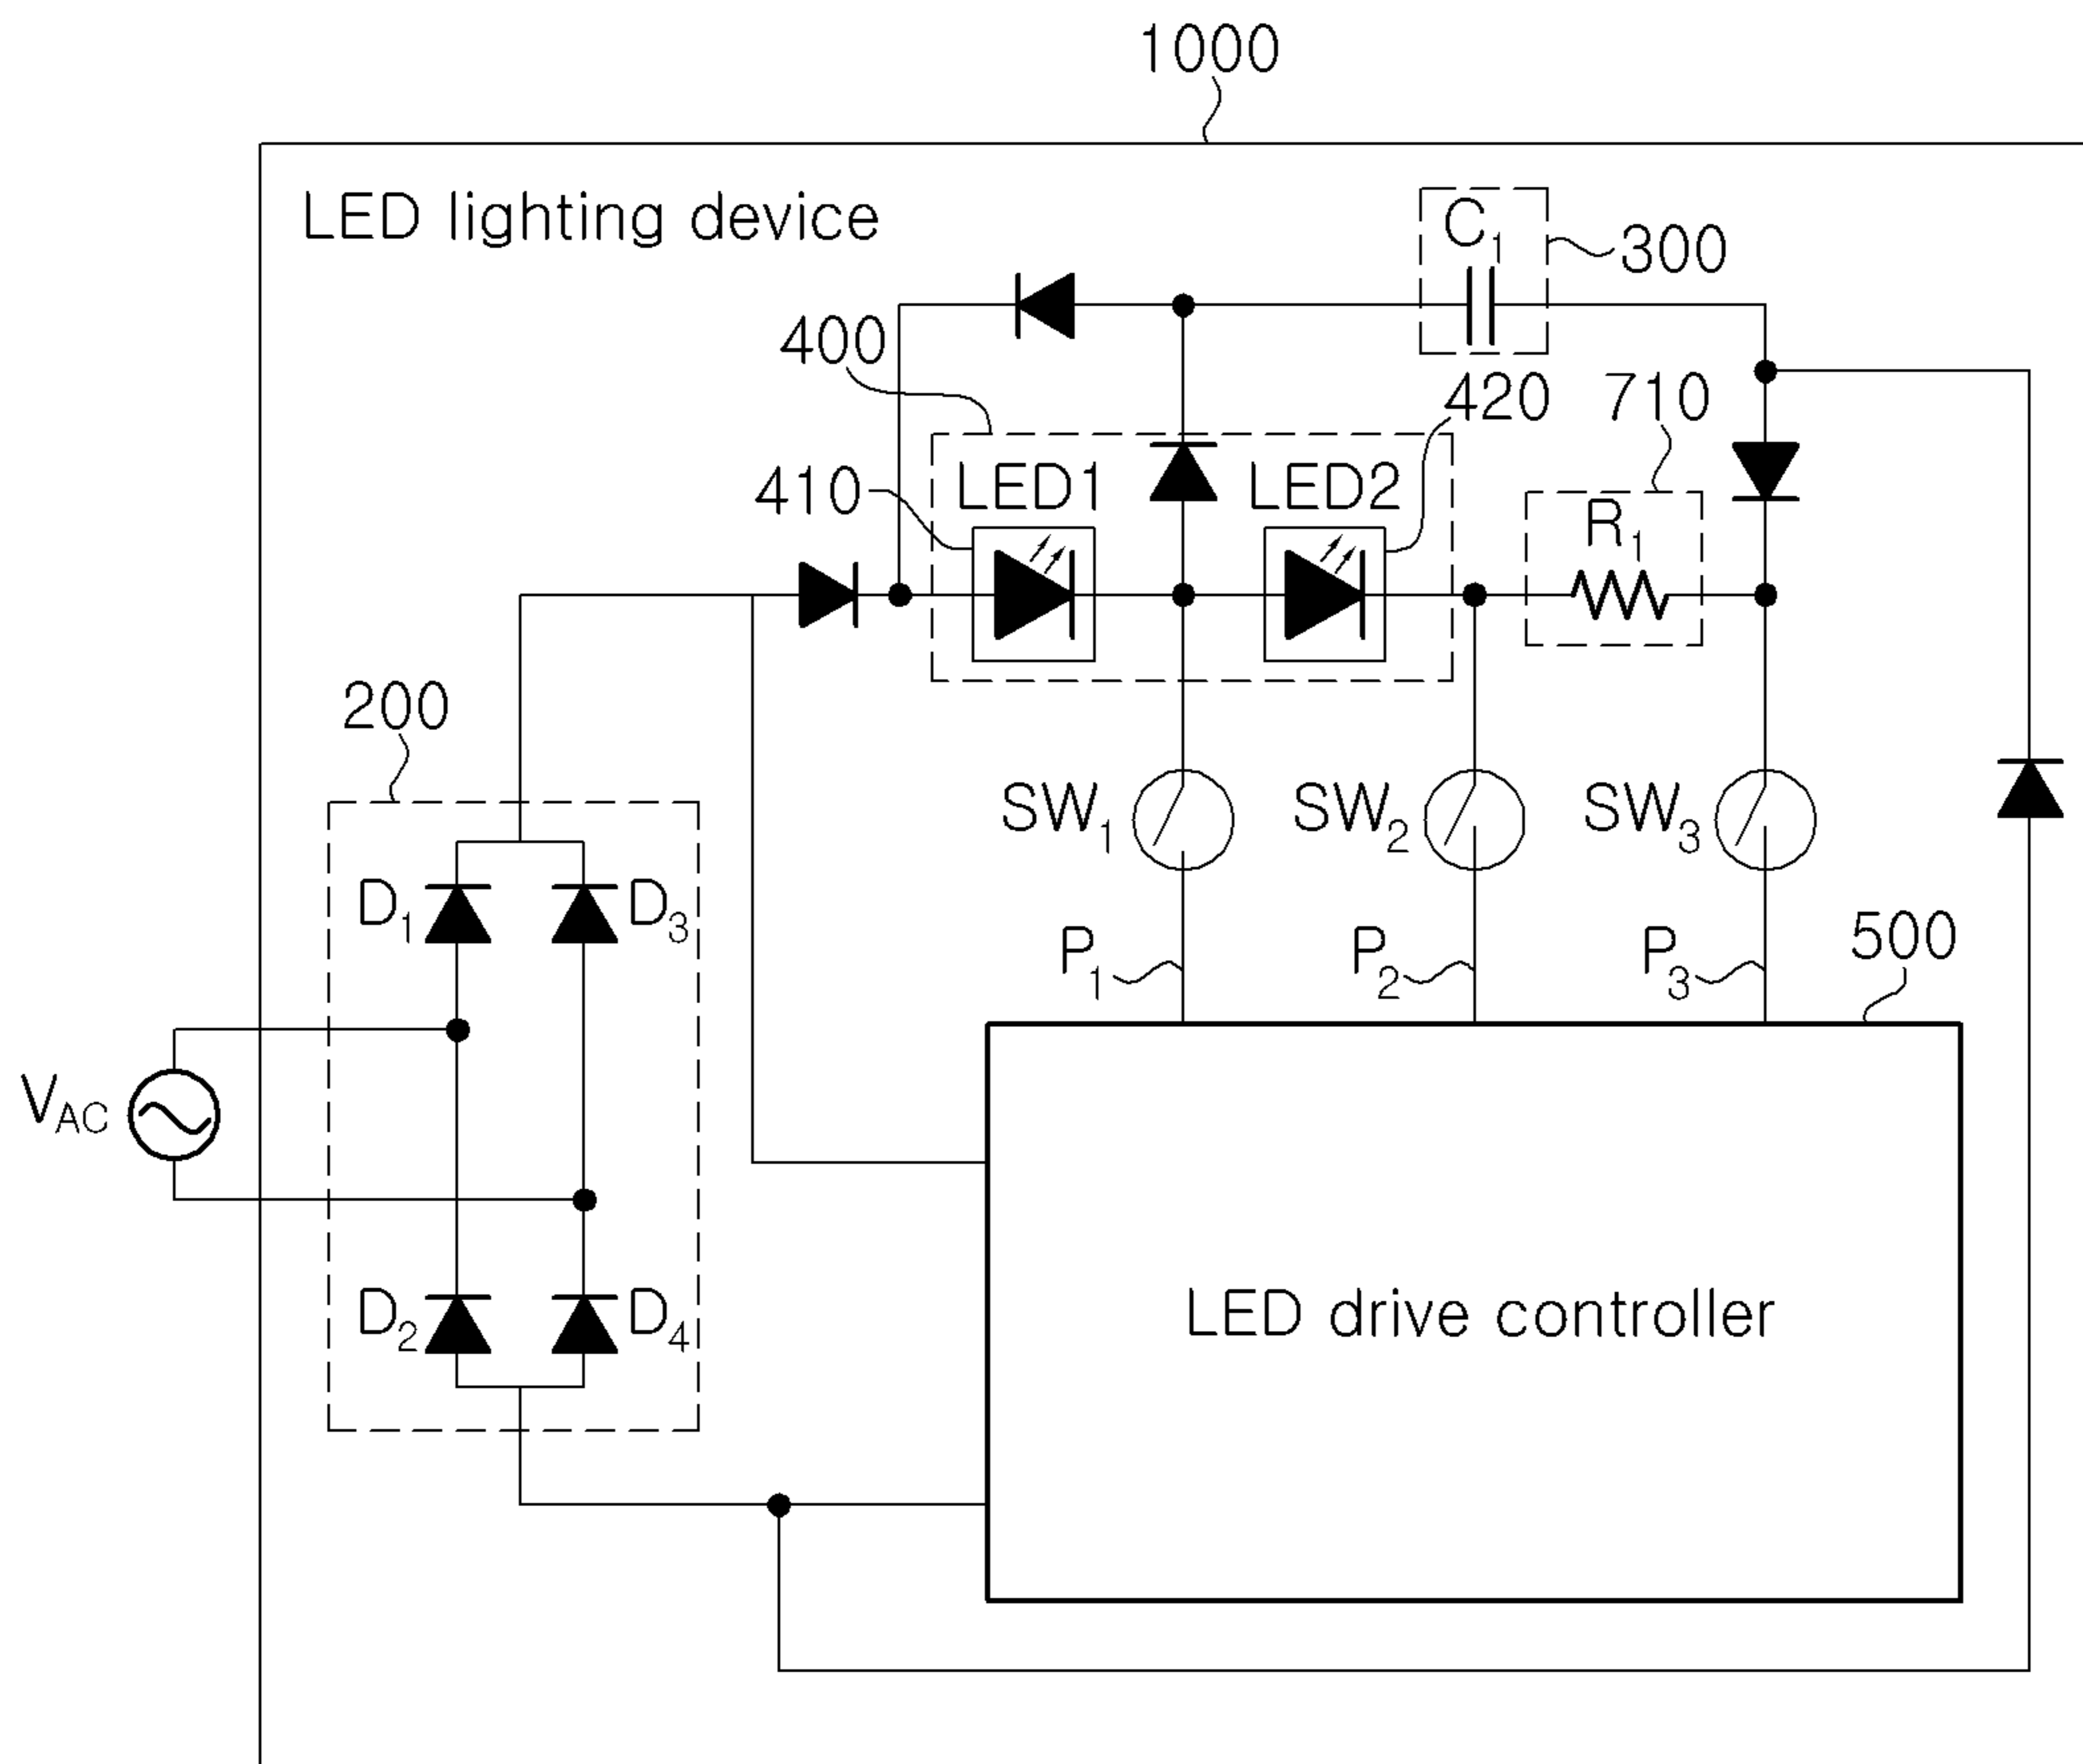 1000
LED lighting device
C1
300
400
420
710
410
LED1
LED2
R1
200
SW1
SW2
SW3
D1
D3
P1
P2
P3
500
VAC
D2
D4
LED drive controller